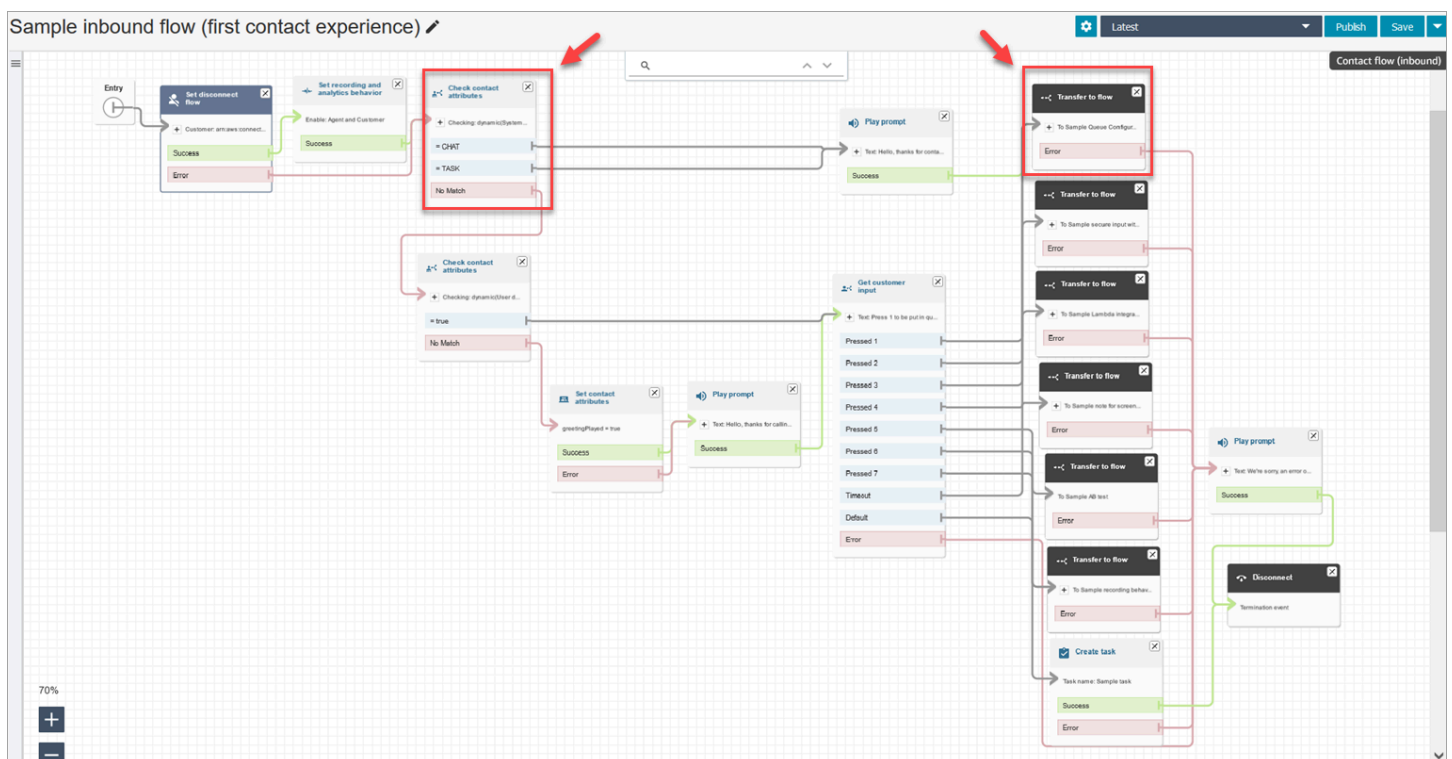 Sample inbound flow (first contact experience)
Latest
Publish
Save
Contact flow (inbound)
Entry
Set disconnect
flow
Customer: arn:aws:connect...
Success
Error
Set recording and
analytics behavior
Enable: Agent and Customer
Success
Check contact
attributes
Checking: dynamic(System...
= CHAT
= TASK
No Match
Play prompt
Text: Hello, thanks for conta...
Success
Transfer to flow
To Sample Queue Configur...
Error
Transfer to flow
To Sample secure input wit...
Error
Check contact
attributes
Checking: dynamic(User d...
= true
No Match
Get customer
input
Text: Press 1 to be put in qu...
Pressed 1
Pressed 2
Pressed 3
Pressed 4
Pressed 5
Pressed 6
Pressed 7
Timeout
Default
Error
Transfer to flow
To Sample Lambda integra...
Error
Set contact
attributes
greetingPlayed = true
Success
Error
Play prompt
Text: Hello, thanks for callin...
Success
Transfer to flow
To Sample note for screen...
Error
Transfer to flow
To Sample AB test
Error
Play prompt
Text: We're sorry, an error o...
Success
Transfer to flow
To Sample recording behav...
Error
Disconnect
Termination event
Create task
Task name: Sample task
Success
Error
70%